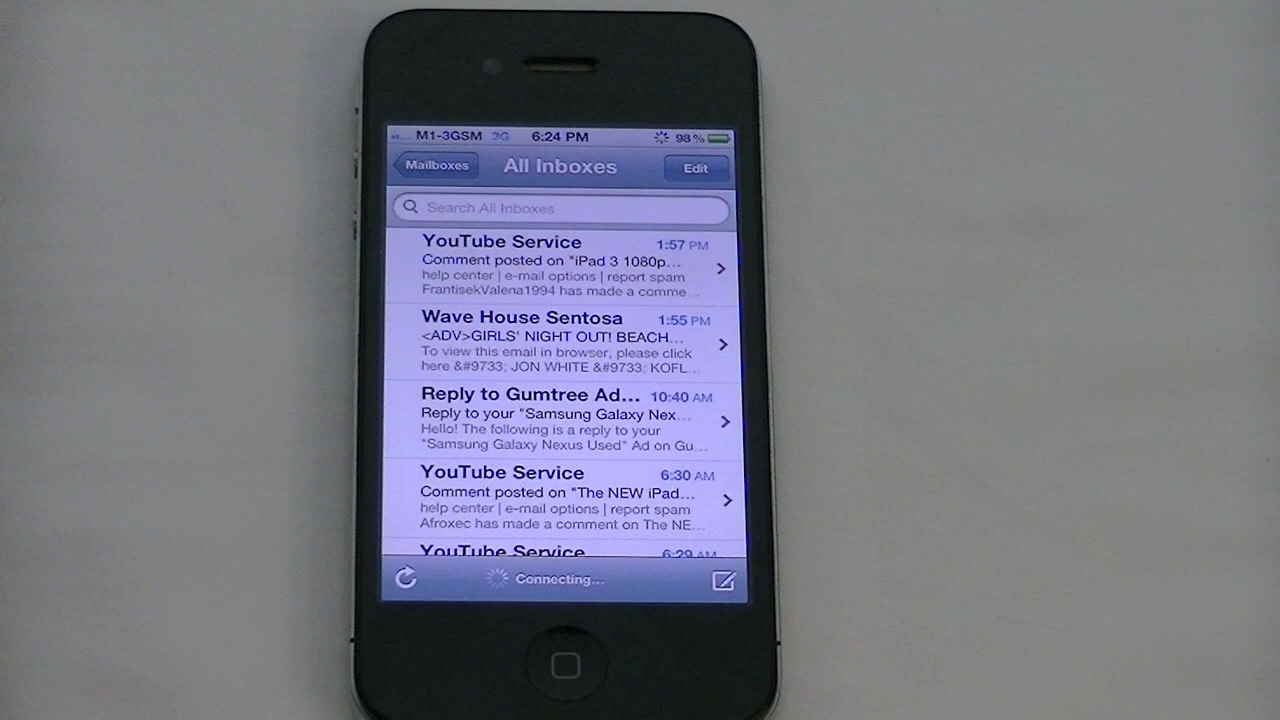 M1-3GSM 3G 6:24 PM 98%
Mailboxes All Inboxes Edit
Search All Inboxes
YouTube Service 1:57 PM
Comment posted on "iPad 3 1080p...
help center | e-mail options | report spam
FrantisekValena1994 has made a comme...
Wave House Sentosa 1:55 PM
<ADV>GIRLS' NIGHT OUT! BEACH...
To view this email in browser, please click
here &#9733; JON WHITE &#9733; KOFL...
Reply to Gumtree Ad... 10:40 AM
Reply to your "Samsung Galaxy Nex...
Hello! The following is a reply to your
"Samsung Galaxy Nexus Used" Ad on Gu...
YouTube Service 6:30 AM
Comment posted on "The NEW iPad...
help center | e-mail options | report spam
Afroxec has made a comment on The NE...
YouTube Service 6:29 AM
Connecting...